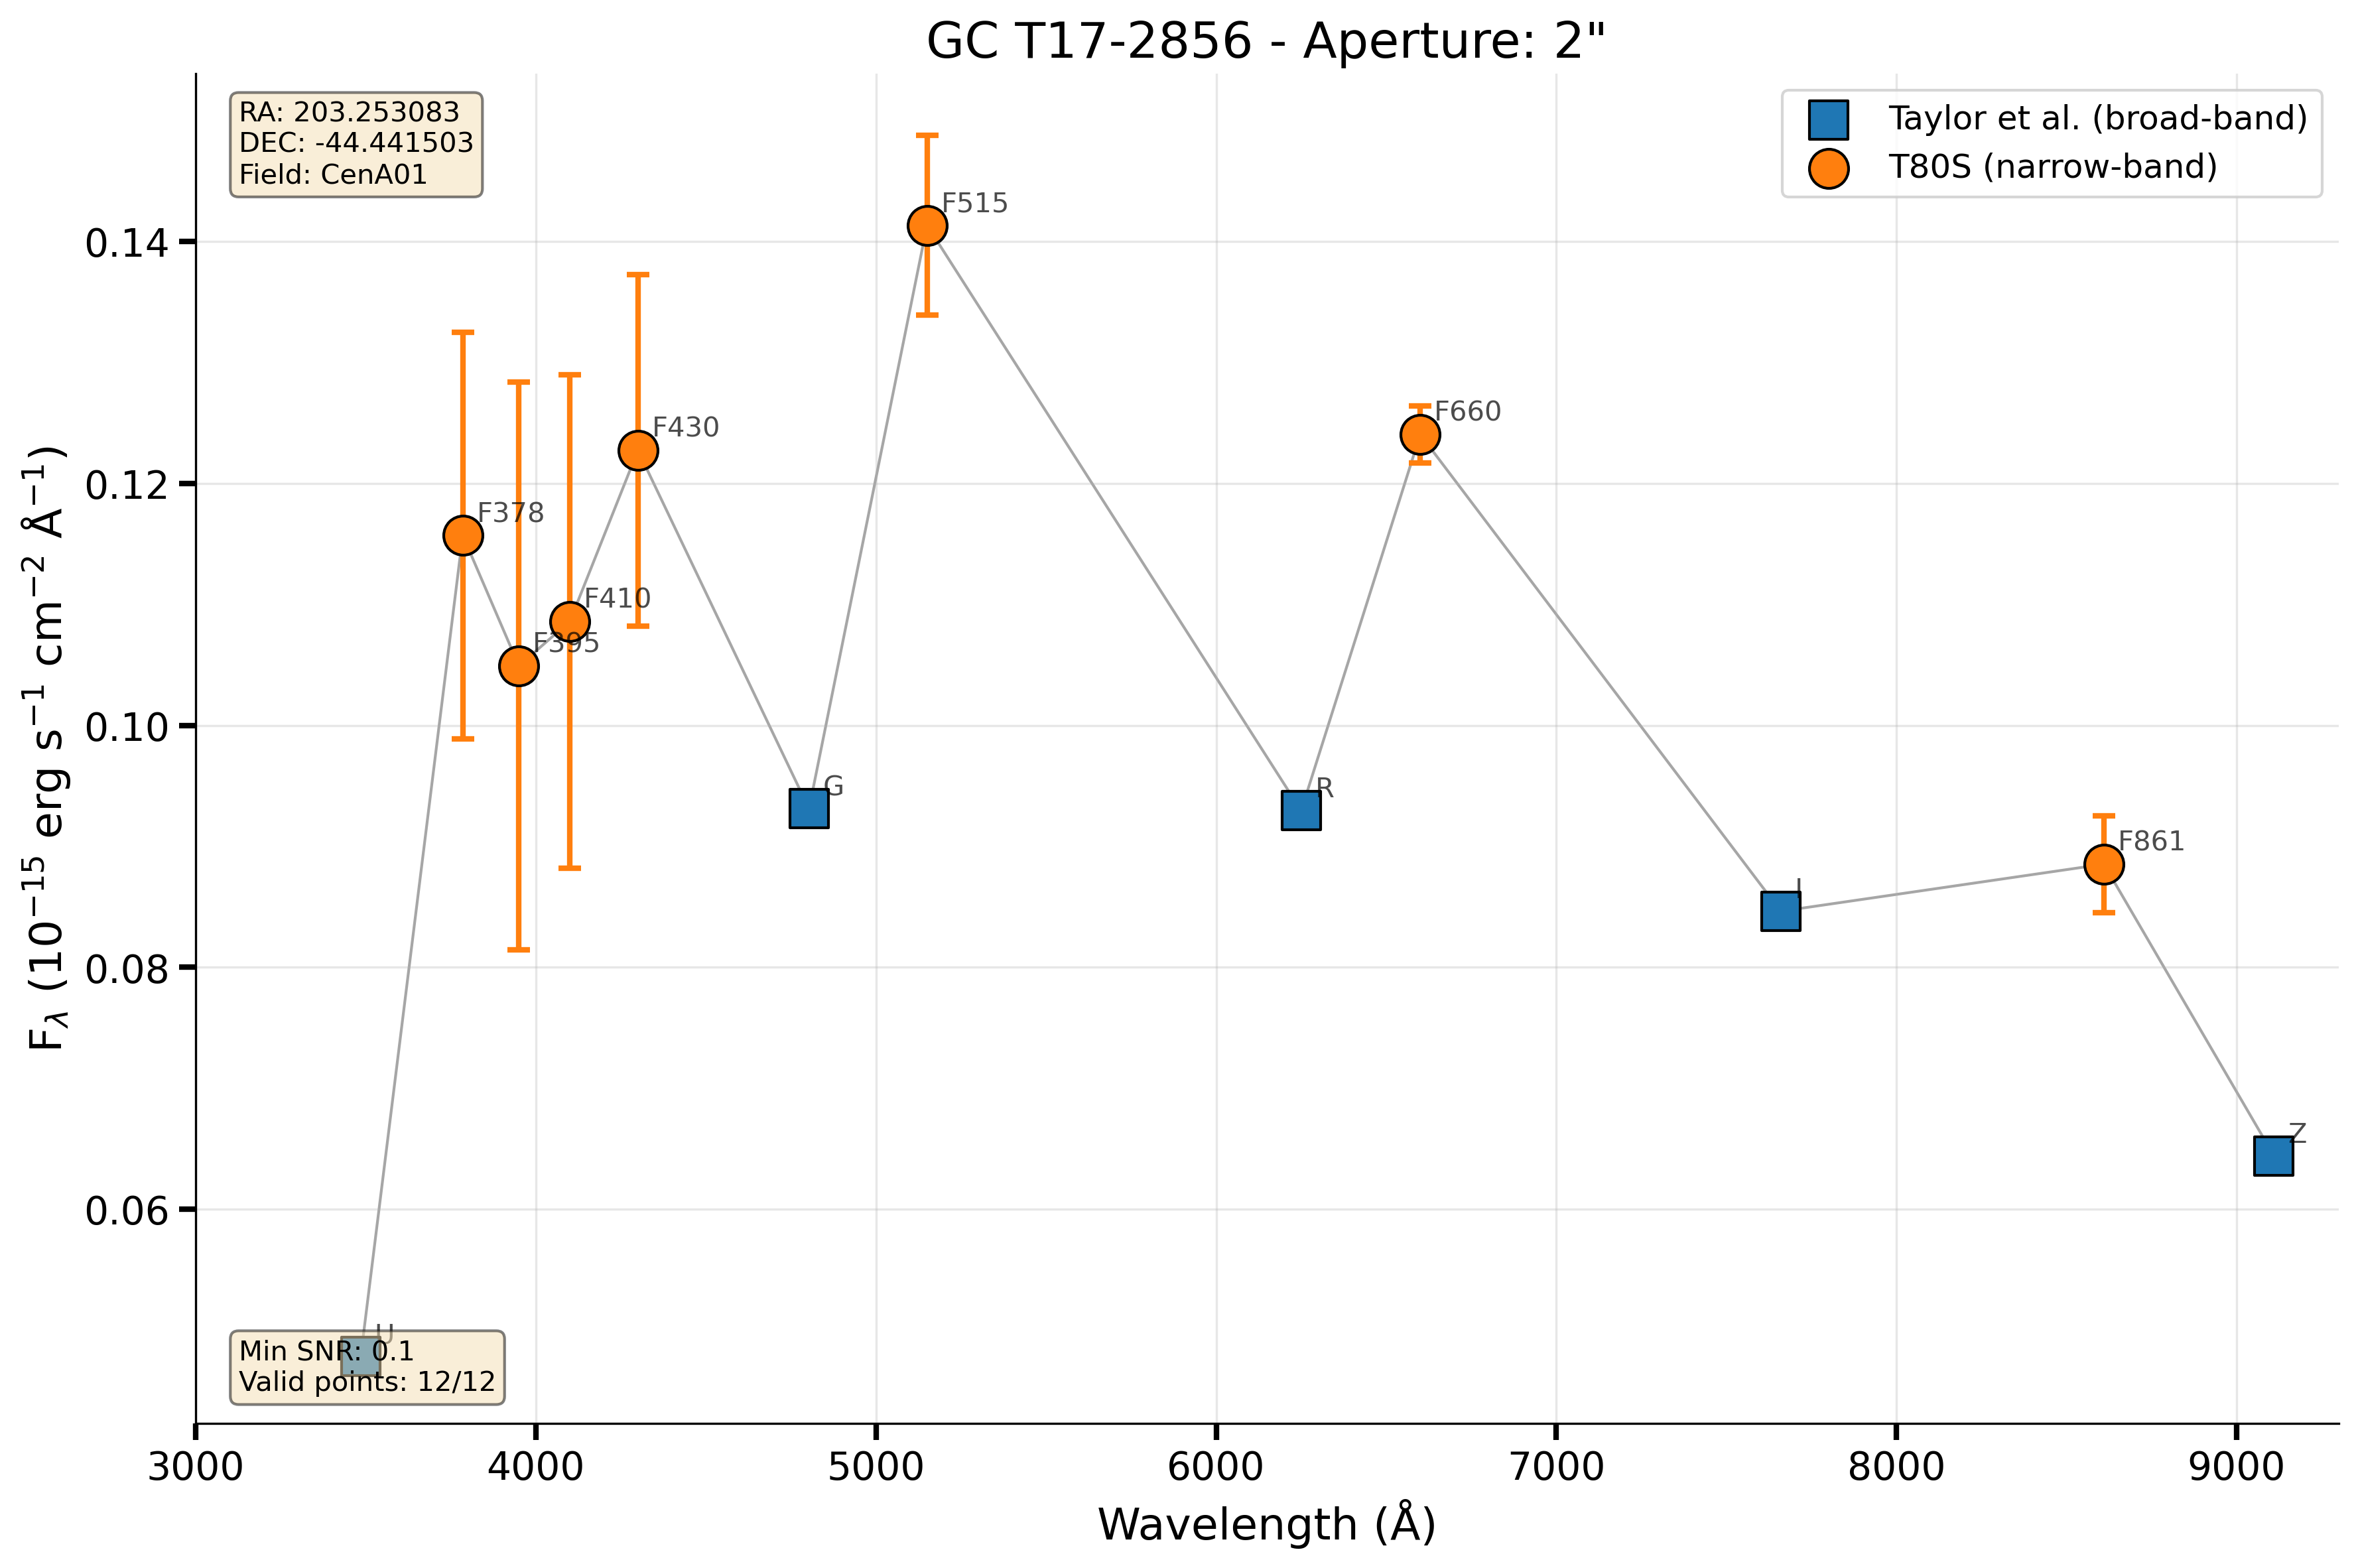 GC T17-2856 - Aperture: 2"
RA: 203.253083
DEC: -44.441503
Field: CenA01
Taylor et al. (broad-band)
T80S (narrow-band)
F515
0.14
F430
F660
0.12
F378
F410
F395
0.10
G
R
F861
I
0.08
Z
0.06
U
Min SNR: 0.1
Valid points: 12/12
F$_{λ}$ (10$^{−15}$ erg s$^{−1}$ cm$^{−2}$ Å$^{−1}$)
3000 4000 5000 6000 7000 8000 9000
Wavelength (Å)